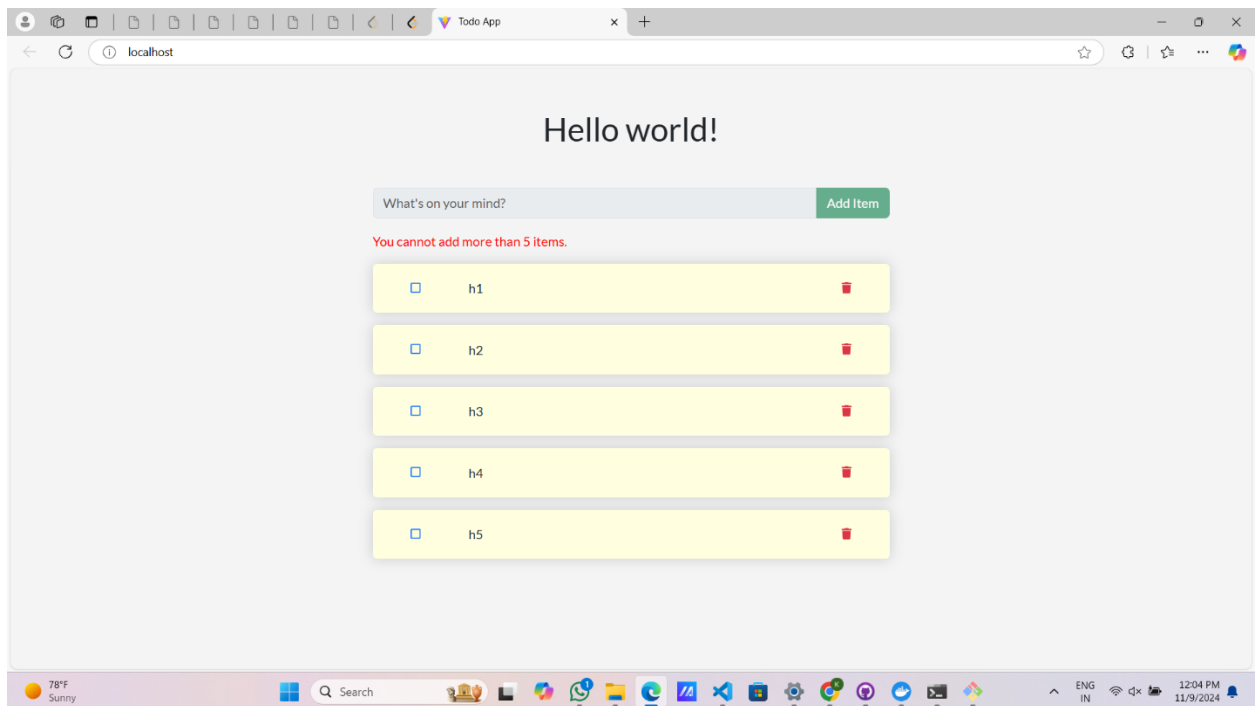 Todo App
localhost
Hello world!
What's on your mind?
Add Item
You cannot add more than 5 items.
h1
h2
h3
h4
h5
78°F
Sunny
Search
ENG
IN
12:04 PM
11/9/2024